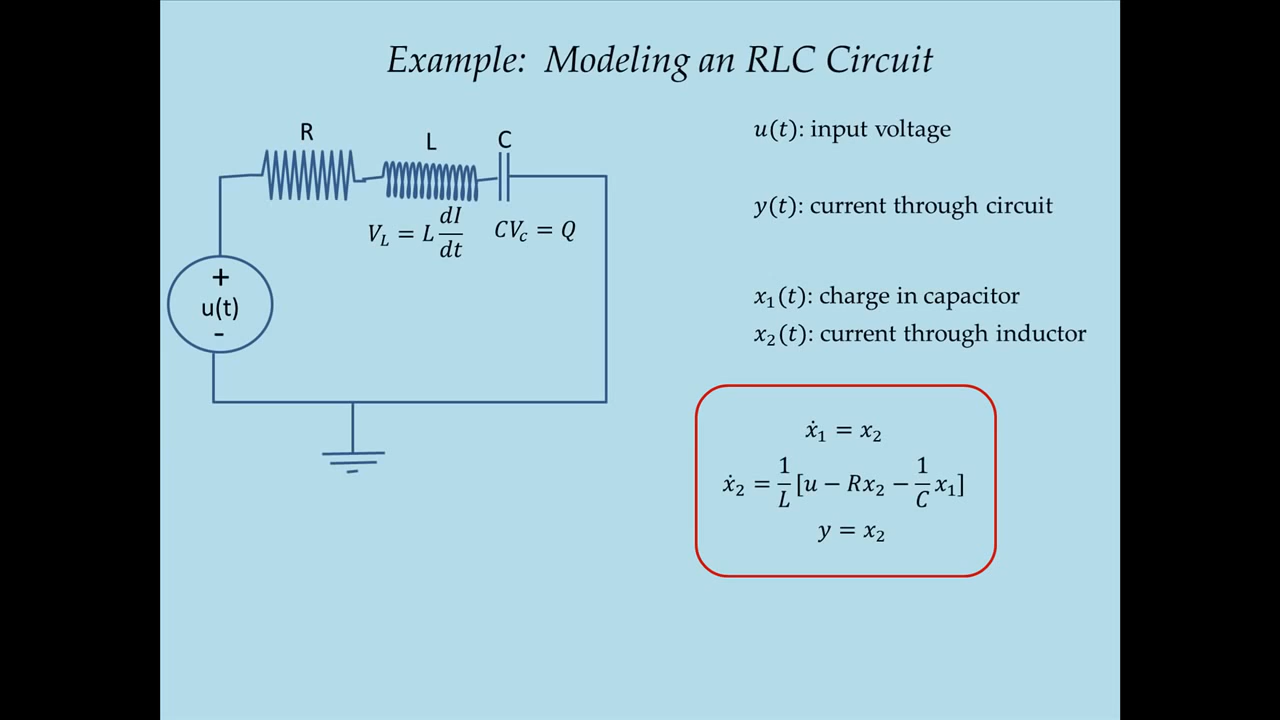 Example: Modeling an RLC Circuit
R
L
C
V_L = L dI/dt
CV_c = Q
+
u(t)
-
u(t): input voltage
y(t): current through circuit
x₁(t): charge in capacitor
x₂(t): current through inductor
ẋ₁ = x₂
ẋ₂ = 1/L [u − Rx₂ − 1/C x₁]
y = x₂